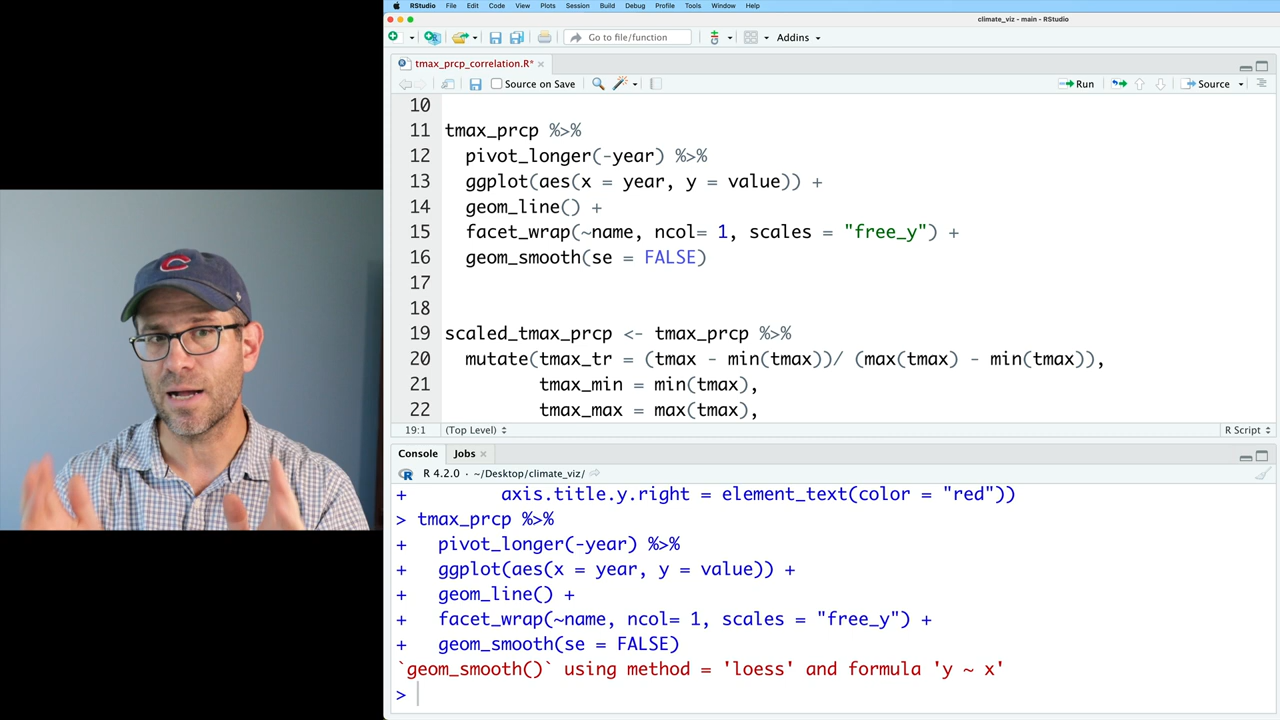 RStudio File Edit Code View Plots Session Build Debug Profile Tools Window Help
climate_viz - main - RStudio
Go to file/function Addins
tmax_prcp_correlation.R* ×
Source on Save Run Source
10
11 tmax_prcp %>%
12 pivot_longer(-year) %>%
13 ggplot(aes(x = year, y = value)) +
14 geom_line() +
15 facet_wrap(~name, ncol= 1, scales = "free_y") +
16 geom_smooth(se = FALSE)
17
18
19 scaled_tmax_prcp <- tmax_prcp %>%
20 mutate(tmax_tr = (tmax - min(tmax))/ (max(tmax) - min(tmax)),
21 tmax_min = min(tmax),
22 tmax_max = max(tmax),
19:1 (Top Level) R Script
Console Jobs ×
R 4.2.0 · ~/Desktop/climate_viz/
+ axis.title.y.right = element_text(color = "red"))
> tmax_prcp %>%
+ pivot_longer(-year) %>%
+ ggplot(aes(x = year, y = value)) +
+ geom_line() +
+ facet_wrap(~name, ncol= 1, scales = "free_y") +
+ geom_smooth(se = FALSE)
`geom_smooth()` using method = 'loess' and formula 'y ~ x'
>